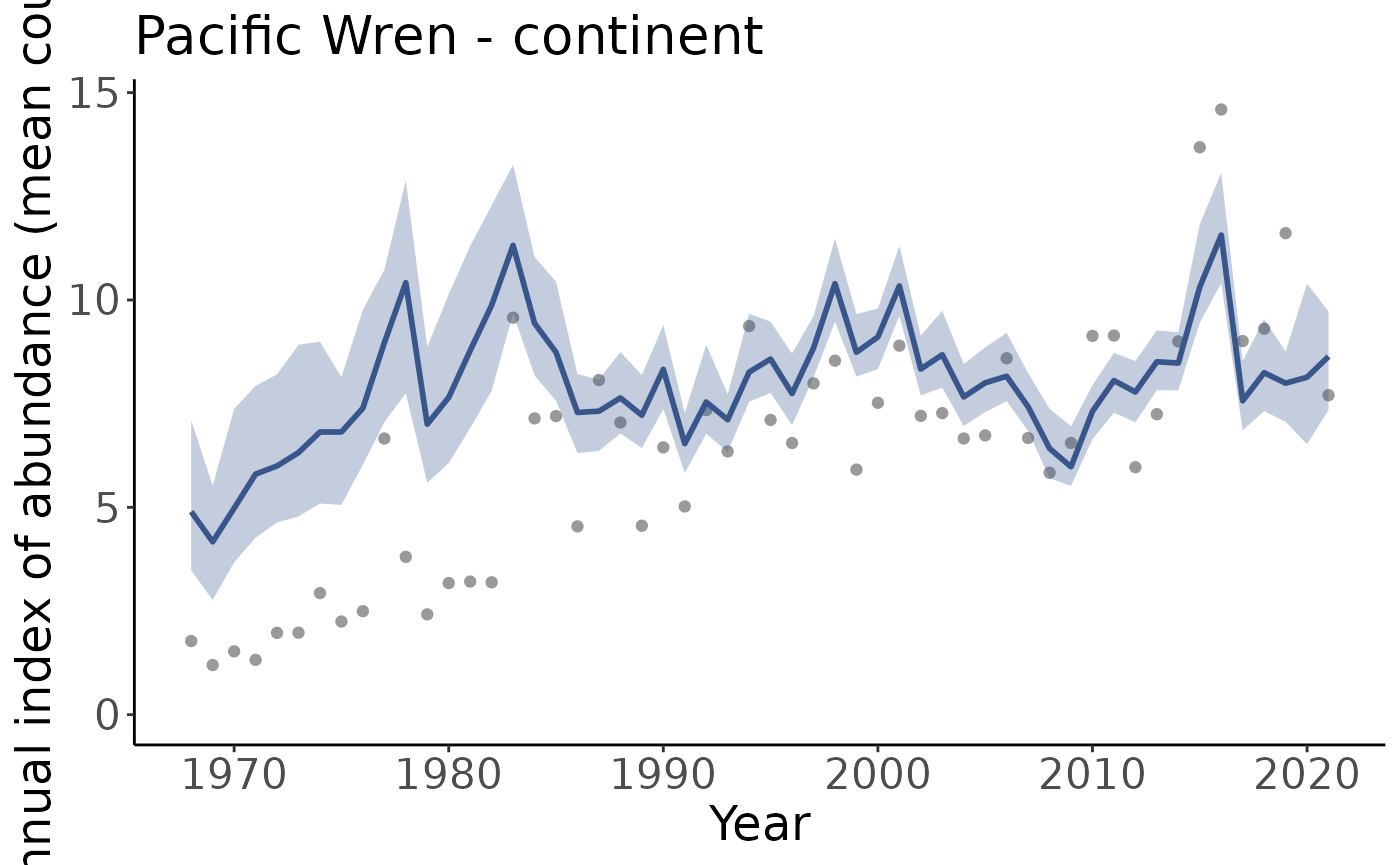 Pacific Wren - continent
nnual index of abundance (mean cou
15
10
5
0
1970 1980 1990 2000 2010 2020
Year